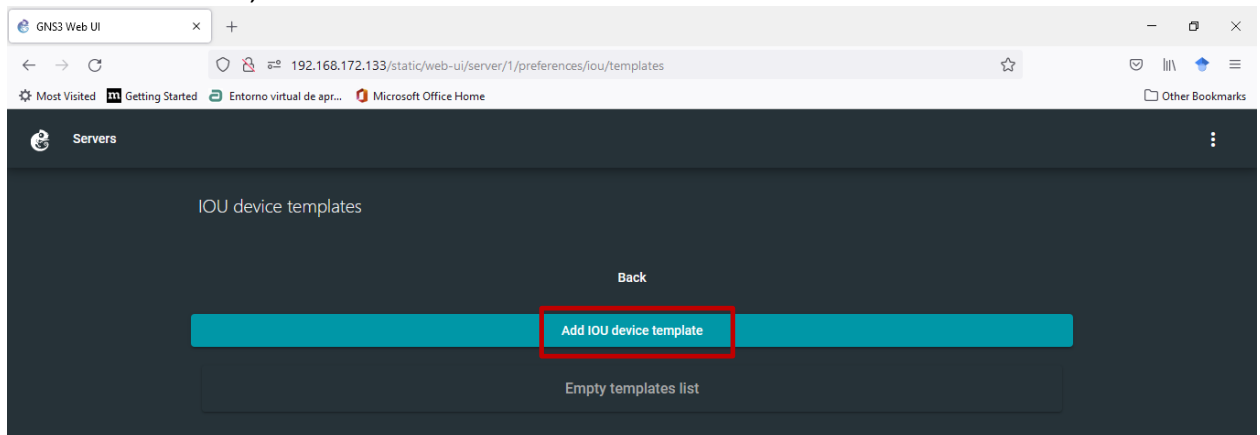 GNS3 Web UI
192.168.172.133/static/web-ui/server/1/preferences/iou/templates
Most Visited m Getting Started Entorno virtual de apr... Microsoft Office Home Other Bookmarks
Servers
IOU device templates
Back
Add IOU device template
Empty templates list